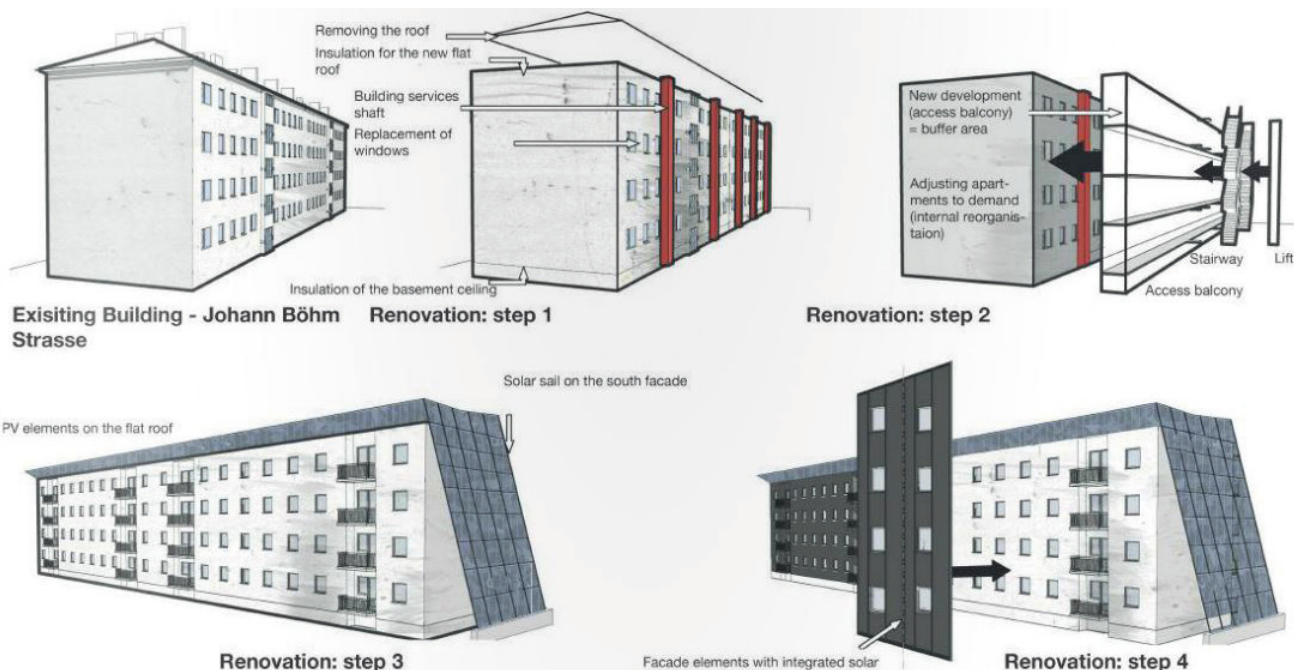 Removing the roof
Insulation for the new flat
roof
Building services
shaft
Replacement of
windows
Insulation of the basement ceiling
New development
(access balcony)
= buffer area
Adjusting apart-
ments to demand
(internal reorganis-
taion)
Stairway
Lift
Access balcony
Exisiting Building - Johann Böhm
Strasse
Renovation: step 1
Renovation: step 2
Solar sail on the south facade
PV elements on the flat roof
Renovation: step 3
Facade elements with integrated solar
Renovation: step 4